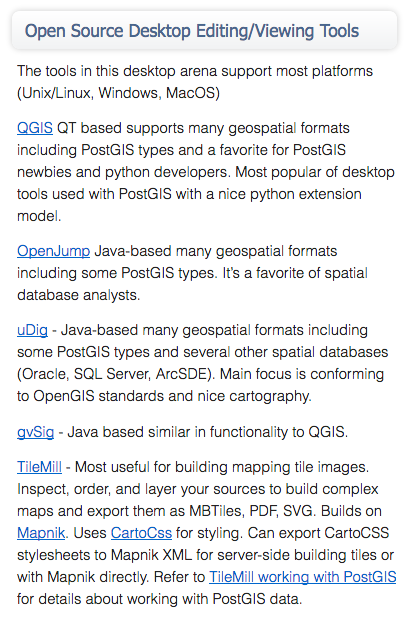 Open Source Desktop Editing/Viewing Tools
The tools in this desktop arena support most platforms
(Unix/Linux, Windows, MacOS)
QGIS QT based supports many geospatial formats
including PostGIS types and a favorite for PostGIS
newbies and python developers. Most popular of desktop
tools used with PostGIS with a nice python extension
model.
OpenJump Java-based many geospatial formats
including some PostGIS types. It's a favorite of spatial
database analysts.
uDig - Java-based many geospatial formats including
some PostGIS types and several other spatial databases
(Oracle, SQL Server, ArcSDE). Main focus is conforming
to OpenGIS standards and nice cartography.
gvSig - Java based similar in functionality to QGIS.
TileMill - Most useful for building mapping tile images.
Inspect, order, and layer your sources to build complex
maps and export them as MBTiles, PDF, SVG. Builds on
Mapnik. Uses CartoCss for styling. Can export CartoCSS
stylesheets to Mapnik XML for server-side building tiles or
with Mapnik directly. Refer to TileMill working with PostGIS
for details about working with PostGIS data.